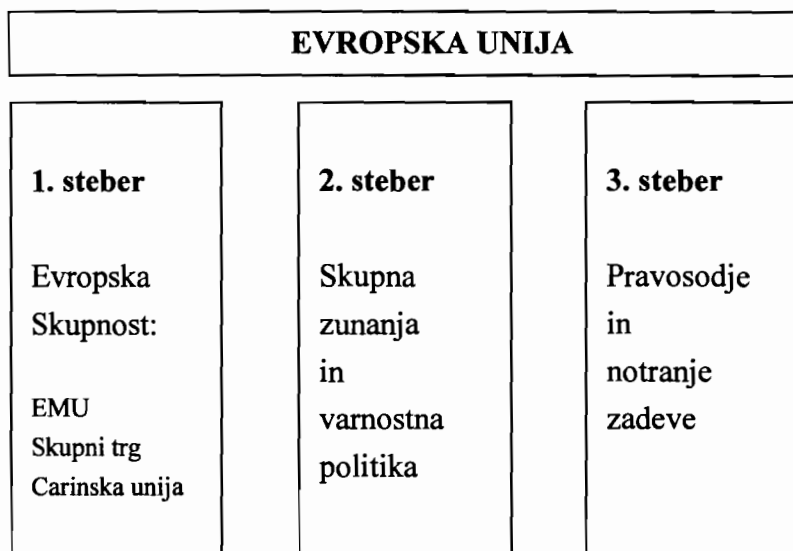 EVROPSKA UNIJA
1. steber
Evropska
Skupnost:
EMU
Skupni trg
Carinska unija
2. steber
Skupna
zunanja
in
varnostna
politika
3. steber
Pravosodje
in
notranje
zadeve